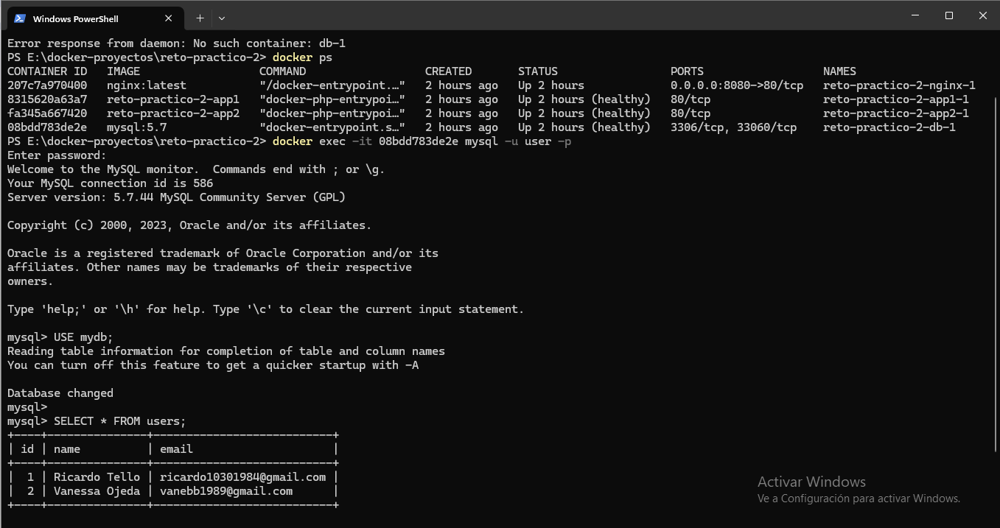 Windows PowerShell
Error response from daemon: No such container: db-1
PS E:\docker-proyectos\reto-practico-2> docker ps
CONTAINER ID   IMAGE                  COMMAND                  CREATED       STATUS                 PORTS                  NAMES
207c7a970400   nginx:latest           "/docker-entrypoint.…"   2 hours ago   Up 2 hours             0.0.0.0:8080->80/tcp   reto-practico-2-nginx-1
8315620a63a7   reto-practico-2-app1   "docker-php-entrypoi…"   2 hours ago   Up 2 hours (healthy)   80/tcp                 reto-practico-2-app1-1
fa345a667420   reto-practico-2-app2   "docker-php-entrypoi…"   2 hours ago   Up 2 hours (healthy)   80/tcp                 reto-practico-2-app2-1
08bdd783de2e   mysql:5.7              "docker-entrypoint.s…"   2 hours ago   Up 2 hours (healthy)   3306/tcp, 33060/tcp    reto-practico-2-db-1
PS E:\docker-proyectos\reto-practico-2> docker exec -it 08bdd783de2e mysql -u user -p
Enter password:
Welcome to the MySQL monitor.  Commands end with ; or \g.
Your MySQL connection id is 586
Server version: 5.7.44 MySQL Community Server (GPL)
Copyright (c) 2000, 2023, Oracle and/or its affiliates.
Oracle is a registered trademark of Oracle Corporation and/or its
affiliates. Other names may be trademarks of their respective
owners.
Type 'help;' or '\h' for help. Type '\c' to clear the current input statement.
mysql> USE mydb;
Reading table information for completion of table and column names
You can turn off this feature to get a quicker startup with -A
Database changed
mysql>
mysql> SELECT * FROM users;
+----+---------------+---------------------------+
| id | name          | email                     |
+----+---------------+---------------------------+
|  1 | Ricardo Tello | ricardo10301984@gmail.com |
|  2 | Vanessa Ojeda | vanebb1989@gmail.com      |
+----+---------------+---------------------------+
Activar Windows
Ve a Configuración para activar Windows.